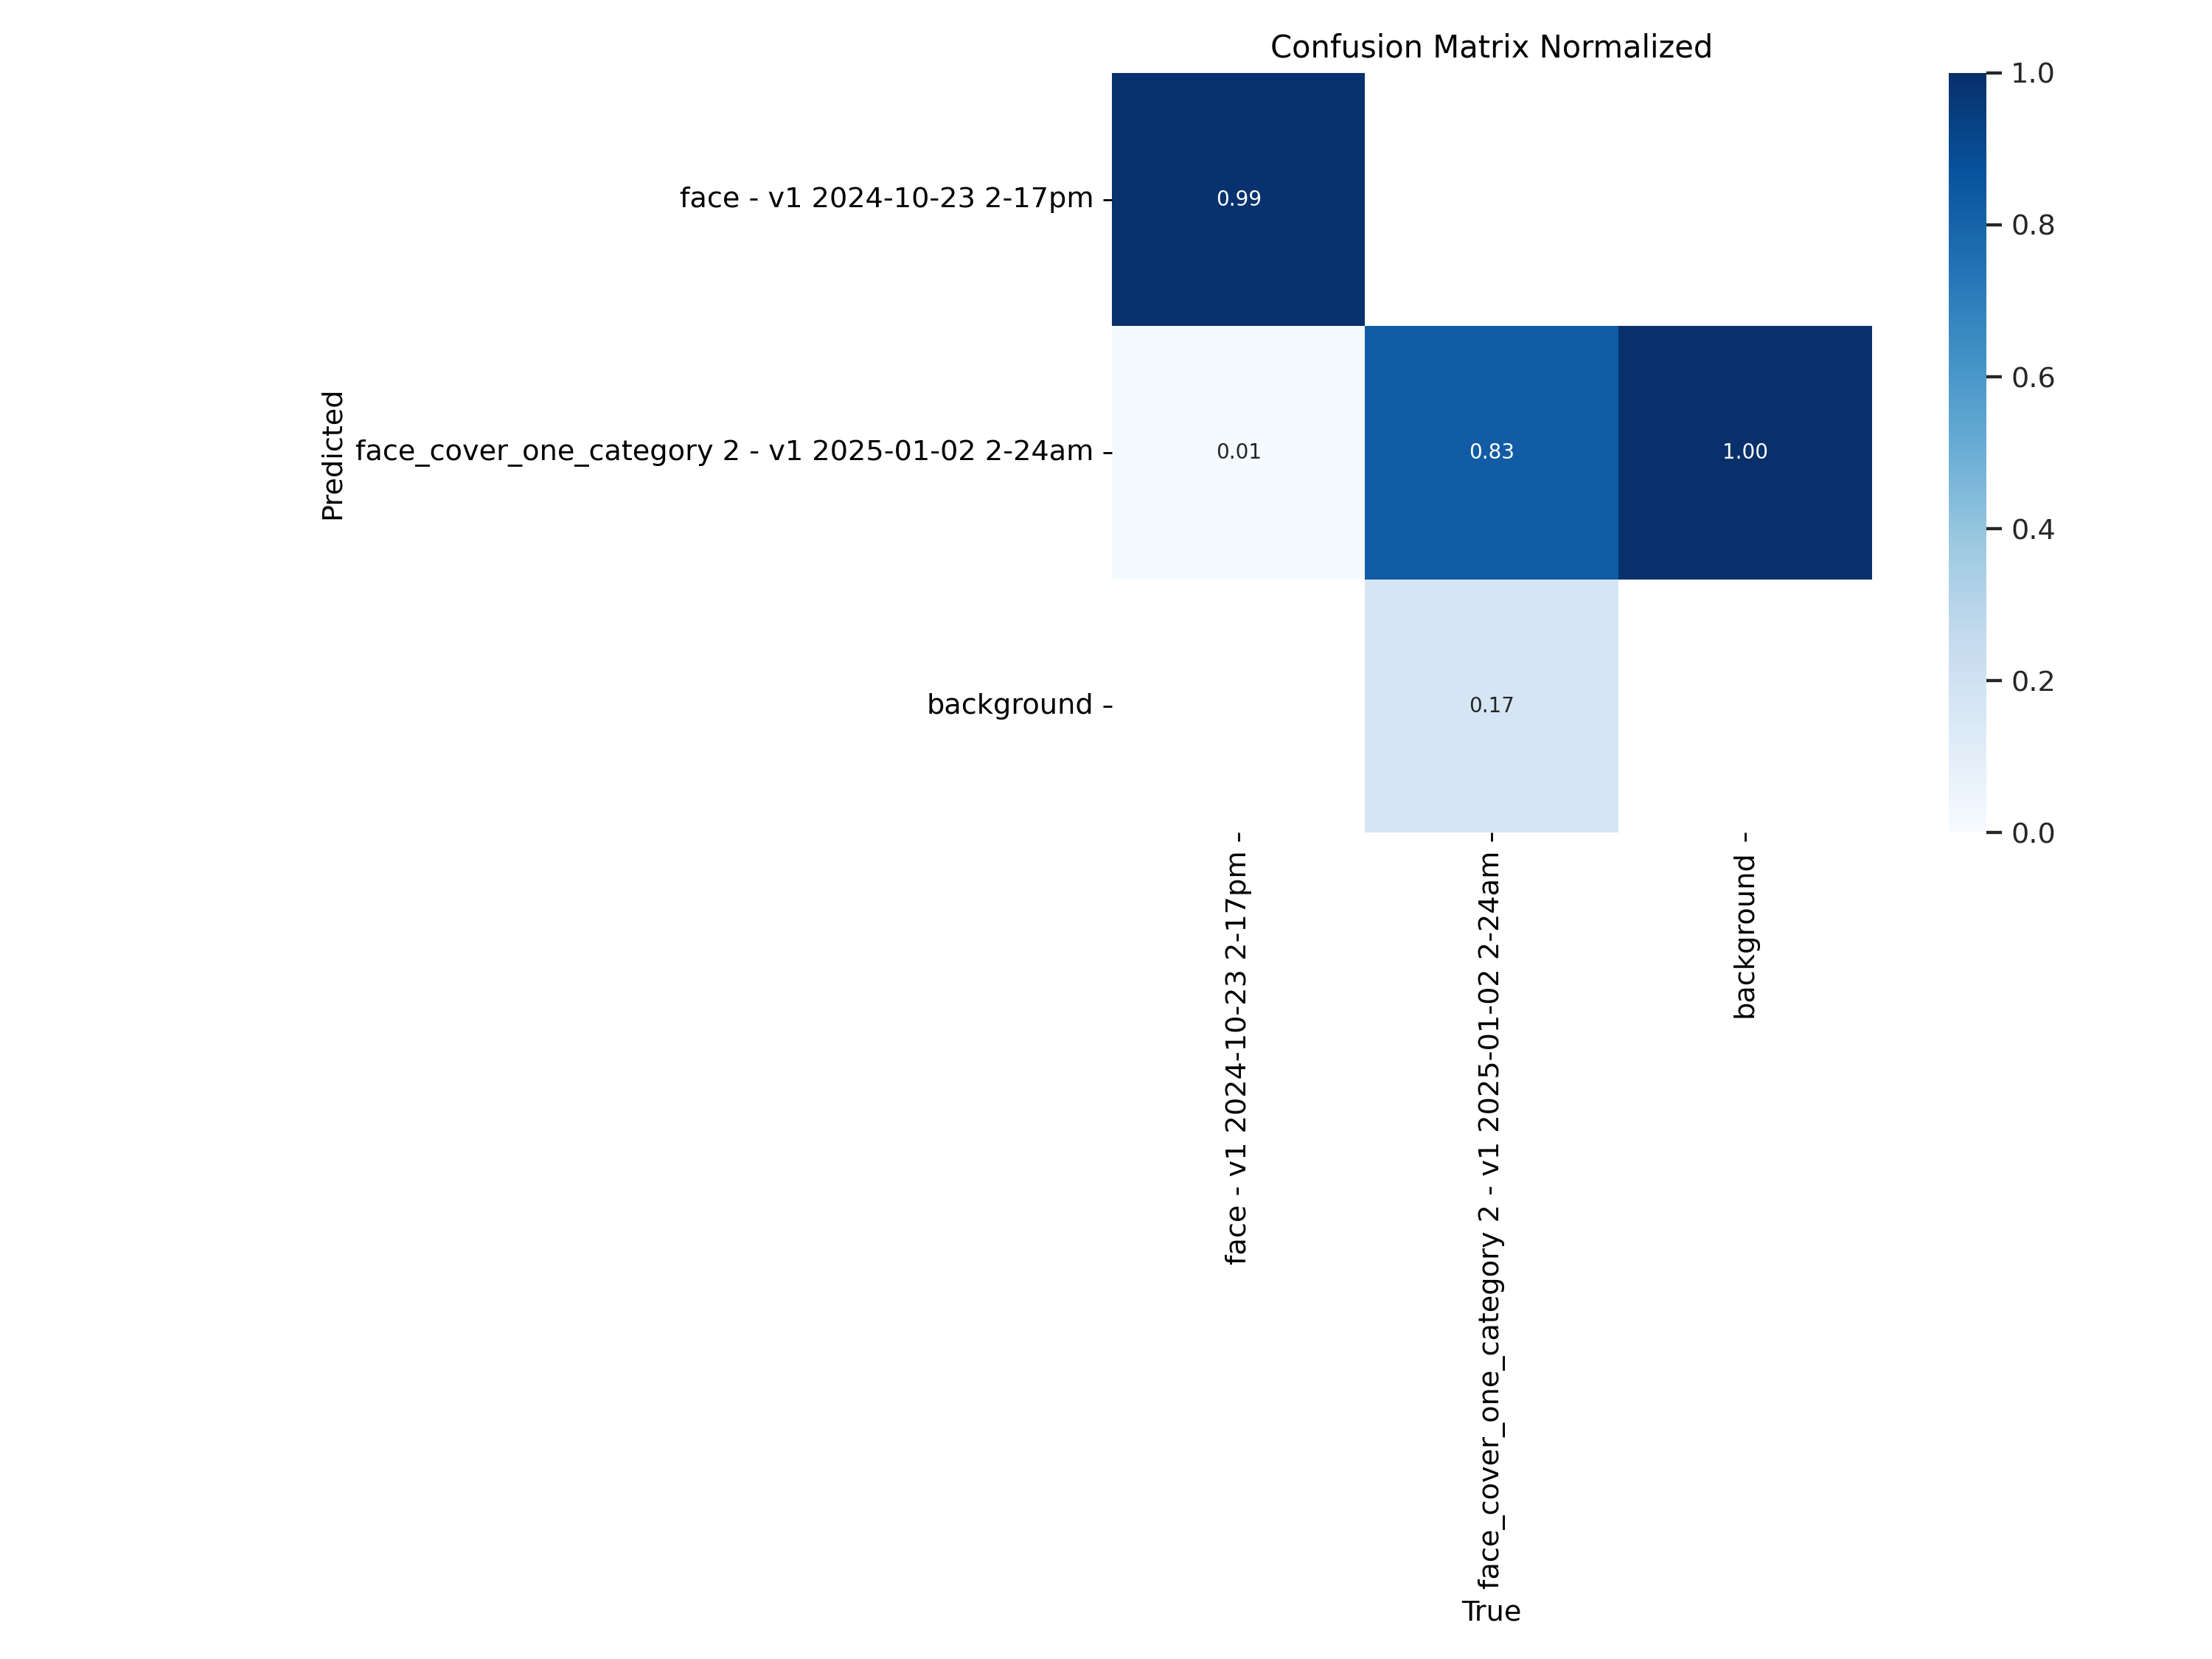 Confusion Matrix Normalized
face - v1 2024-10-23 2-17pm
face_cover_one_category 2 - v1 2025-01-02 2-24am
background
Predicted
0.99
0.01
0.83
1.00
0.17
1.0
0.8
0.6
0.4
0.2
0.0
face - v1 2024-10-23 2-17pm
face_cover_one_category 2 - v1 2025-01-02 2-24am
background
True